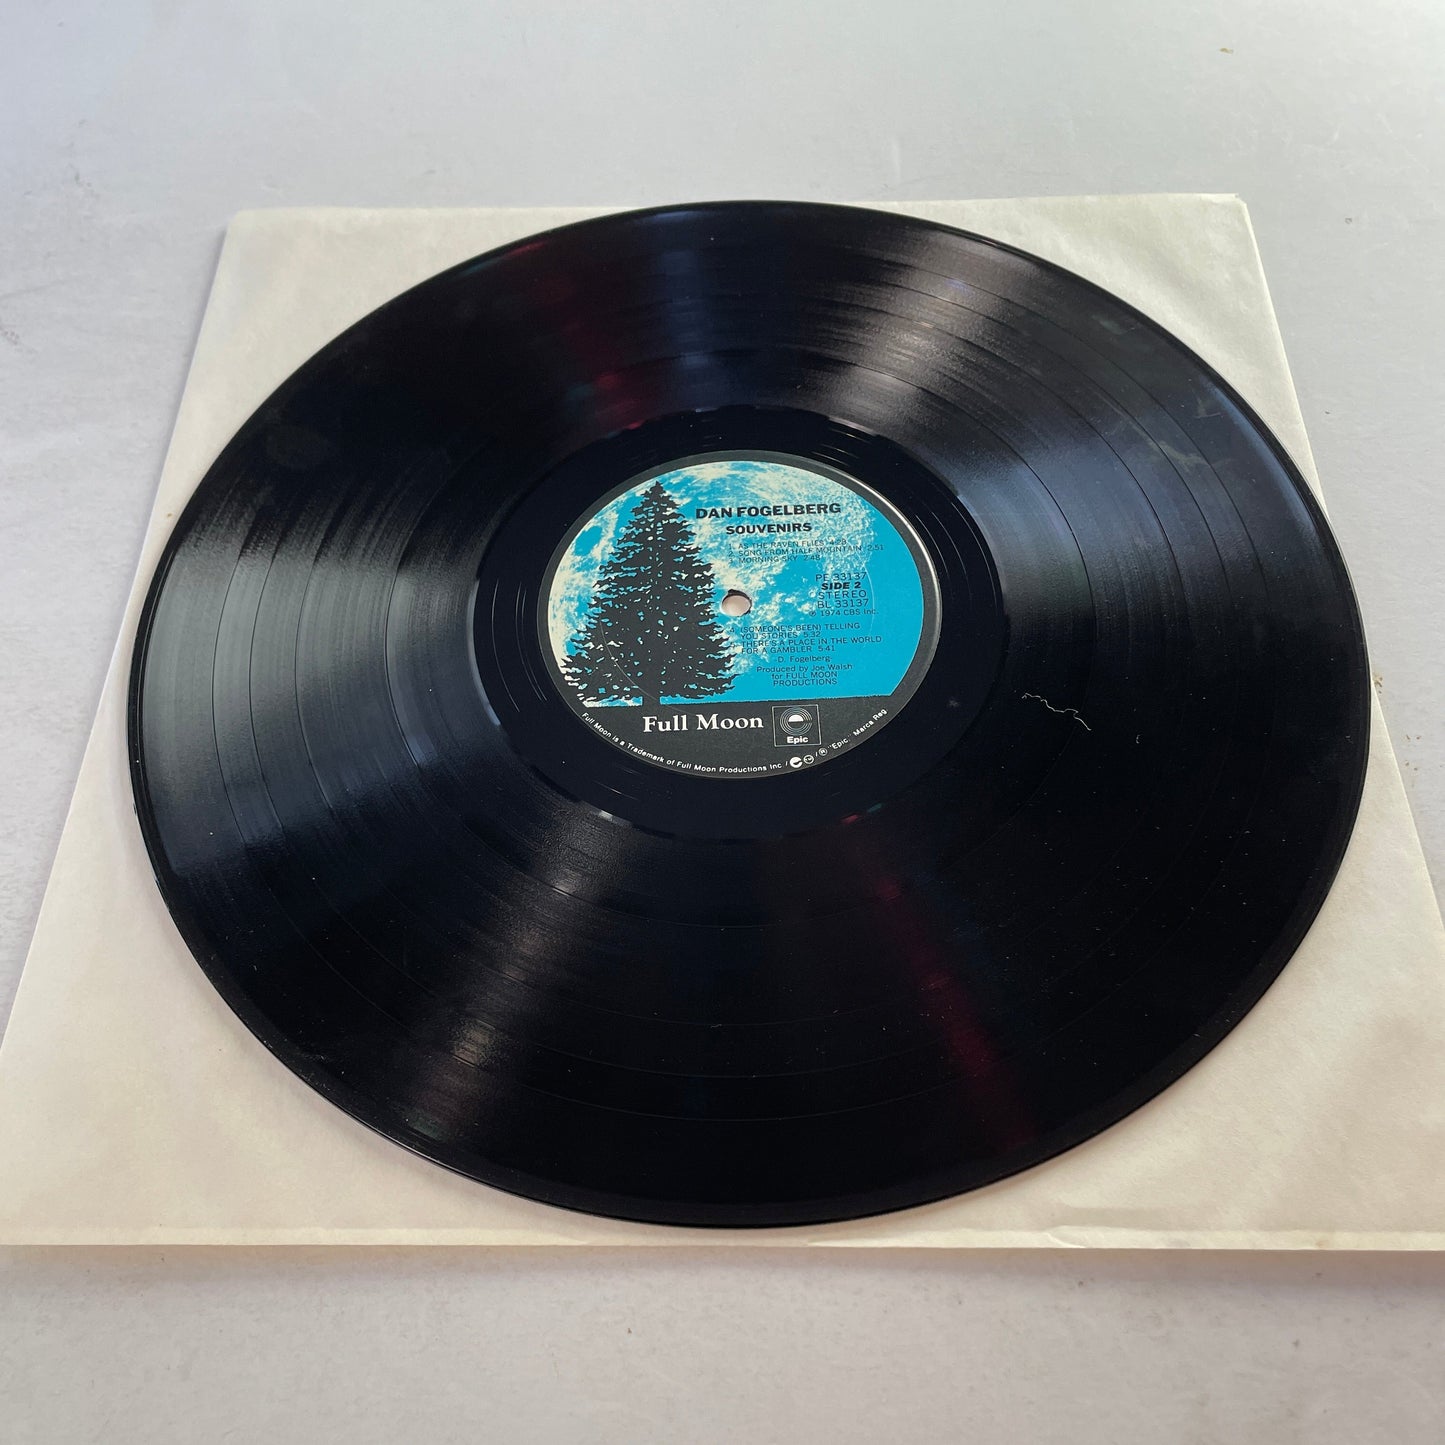 DAN FOGELBERG
SOUVENIRS
1. AS THE RAVEN FLIES 4:29
2. SONG FROM HALF MOUNTAIN 2:51
3. MORNING SKY 2:48
PE 33137
SIDE 2
STEREO
BL 33137
℗ 1974 CBS Inc.
4. (SOMEONE'S BEEN) TELLING
YOU STORIES 5:32
THERE'S A PLACE IN THE WORLD
FOR A GAMBLER 5:41
-D. Fogelberg-
Produced by Joe Walsh
for FULL MOON
PRODUCTIONS
Full Moon
Epic
Full Moon is a Trademark of Full Moon Productions Inc / ® "Epic," Marca Reg